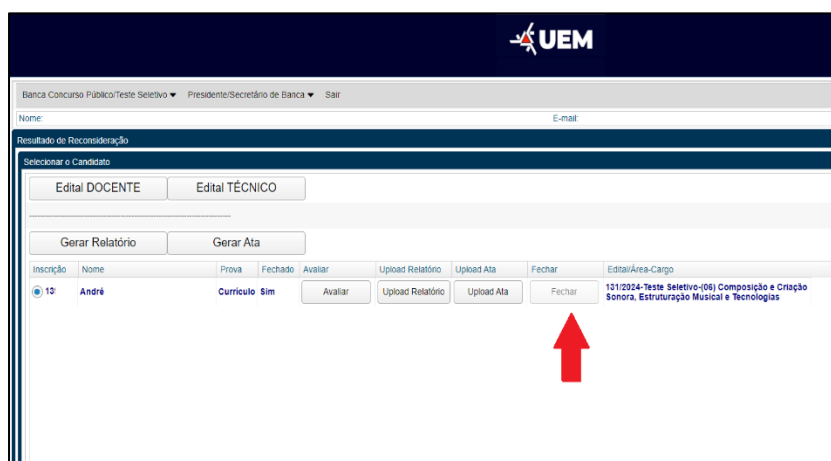 UEM
Banca Concurso Público/Teste Seletivo Presidente/Secretário de Banca Sair
Nome: E-mail:
Resultado de Reconsideração
Selecionar o Candidato
Edital DOCENTE Edital TÉCNICO
Gerar Relatório Gerar Ata
Inscrição Nome Prova Fechado Avaliar Upload Relatório Upload Ata Fechar Edital/Área-Cargo
13 André Currículo Sim Avaliar Upload Relatório Upload Ata Fechar 131/2024-Teste Seletivo-(06) Composição e Criação
Sonora, Estruturação Musical e Tecnologias